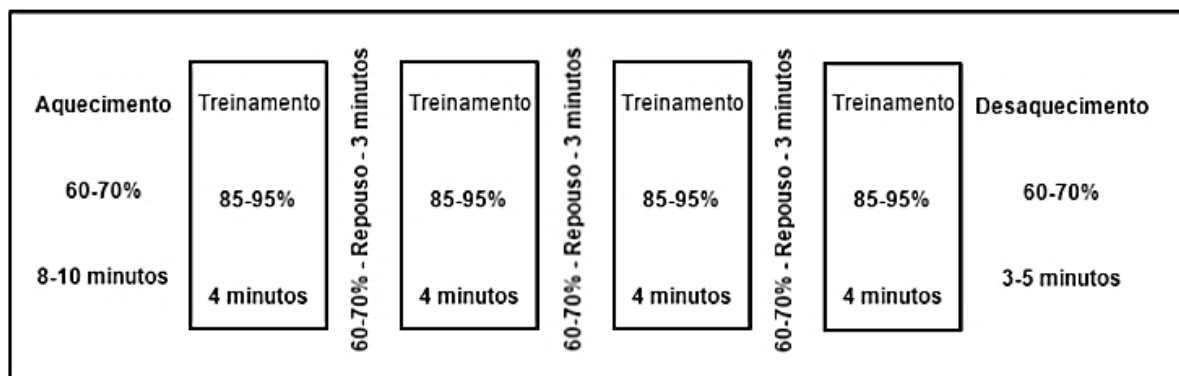 Aquecimento
60-70%
8-10 minutos
Treinamento
85-95%
4 minutos
60-70% - Repouso - 3 minutos
Treinamento
85-95%
4 minutos
60-70% - Repouso - 3 minutos
Treinamento
85-95%
4 minutos
60-70% - Repouso - 3 minutos
Treinamento
85-95%
4 minutos
Desaquecimento
60-70%
3-5 minutos